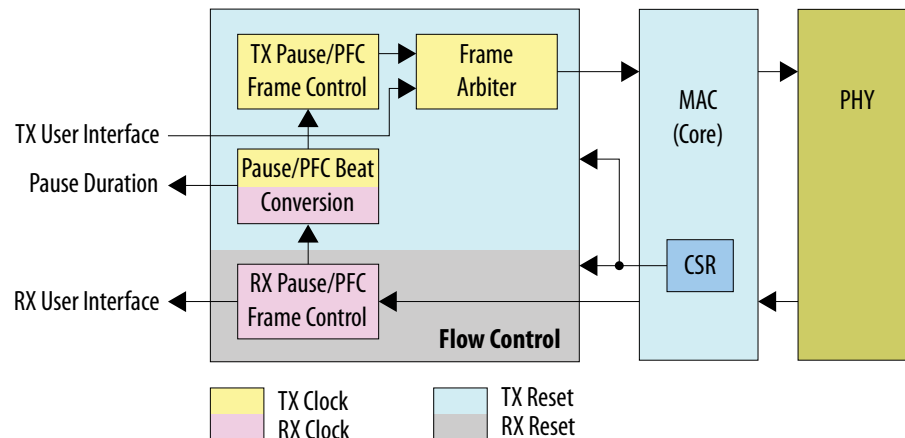 TX Pause/PFC
Frame Control
Frame
Arbiter
MAC
(Core)
PHY
TX User Interface
Pause Duration
Pause/PFC Beat
Conversion
CSR
RX User Interface
RX Pause/PFC
Frame Control
Flow Control
TX Clock
RX Clock
TX Reset
RX Reset